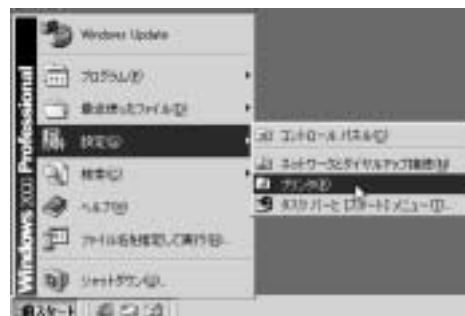 Windows Update
プログラム(P)
最近使ったファイル(D)
設定(S)
検索(C)
ヘルプ(H)
ファイル名を指定して実行(R)...
シャットダウン(U)...
Windows 2000 Professional
コントロール パネル(C)
ネットワークとダイヤルアップ接続(N)
プリンタ(P)
タスク バーと [スタート] メニュー(T)...
スタート